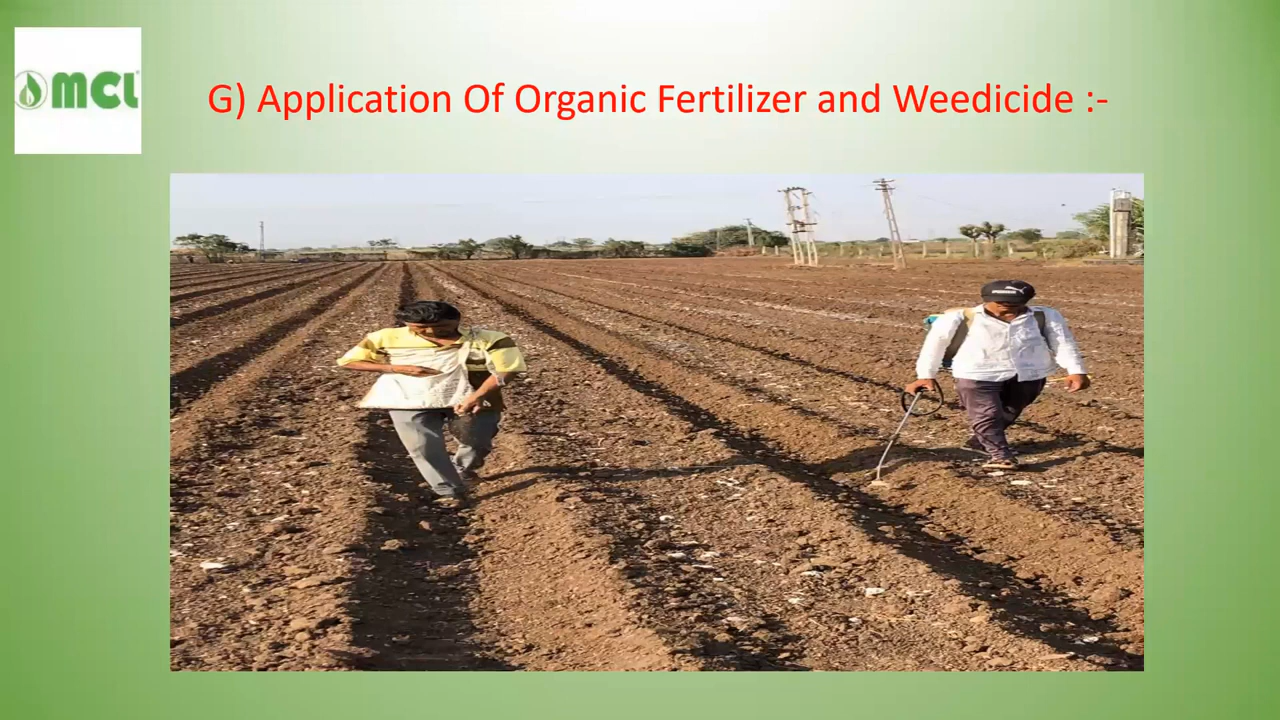 MCL
G) Application Of Organic Fertilizer and Weedicide :-